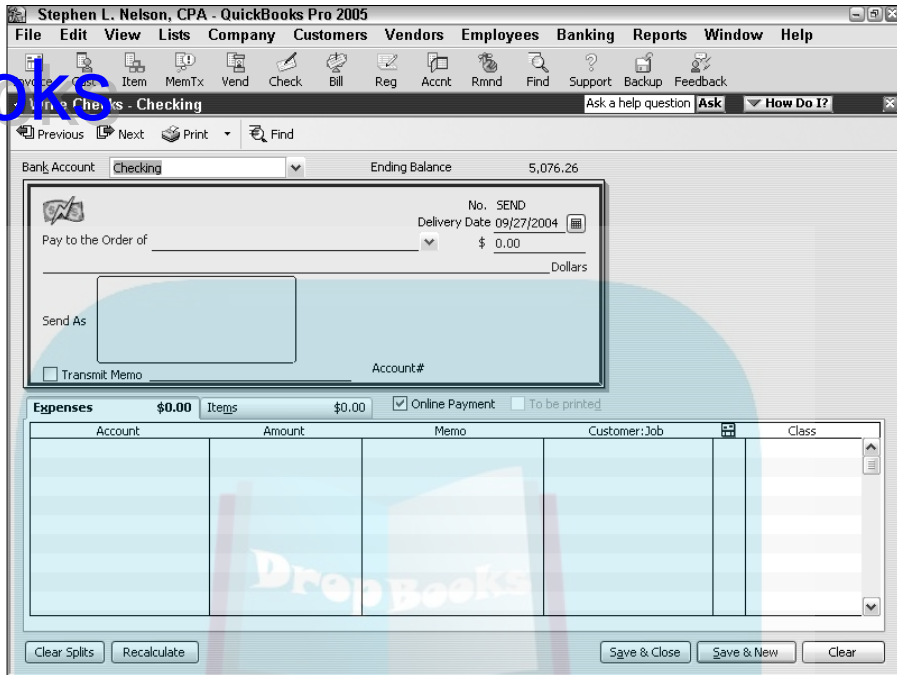 Stephen L. Nelson, CPA - QuickBooks Pro 2005
File Edit View Lists Company Customers Vendors Employees Banking Reports Window Help
Item MemTx Vend Check Bill Reg Accnt Rmnd Find Support Backup Feedback
ooks
Checks - Checking Ask a help question Ask How Do I?
Previous Next Print Find
Bank Account Checking Ending Balance 5,076.26
No. SEND
Delivery Date 09/27/2004
Pay to the Order of $ 0.00
Dollars
Send As
Transmit Memo Account#
Expenses $0.00 Items $0.00 Online Payment To be printed
Account Amount Memo Customer:Job Class
DropBooks
Clear Splits Recalculate Save & Close Save & New Clear